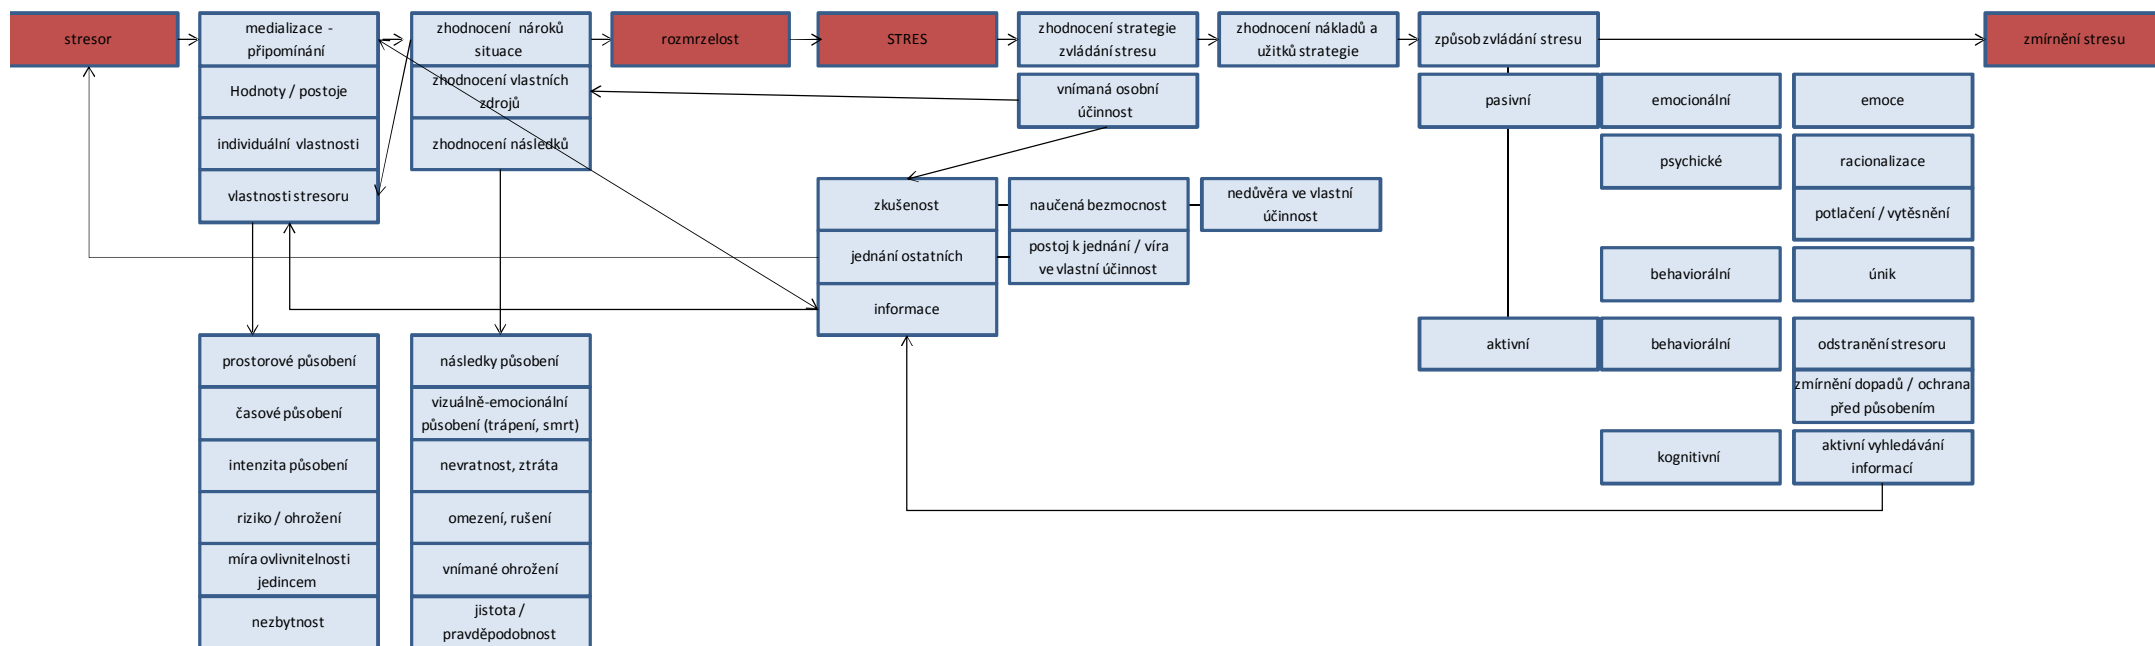 stresor
medializace -
připomínání
Hodnoty / postoje
individuální vlastnosti
vlastnosti stresoru
zhodnocení nároků
situace
zhodnocení vlastních
zdrojů
zhodnocení následků
rozmrzelost
STRES
zhodnocení strategie
zvládání stresu
vnímaná osobní
účinnost
zhodnocení nákladů a
užitků strategie
způsob zvládání stresu
zmírnění stresu
pasivní
emocionální
emoce
psychické
racionalizace
potlačení / vytěsnění
behaviorální
únik
aktivní
behaviorální
odstranění stresoru
zmírnění dopadů / ochrana
před působením
kognitivní
aktivní vyhledávání
informací
zkušenost
naučená bezmocnost
nedůvěra ve vlastní
účinnost
jednání ostatních
postoj k jednání / víra
ve vlastní účinnost
informace
prostorové působení
časové působení
intenzita působení
riziko / ohrožení
míra ovlivnitelnosti
jedincem
nezbytnost
následky působení
vizuálně-emocionální
působení (trápení, smrt)
nevratnost, ztráta
omezení, rušení
vnímané ohrožení
jistota /
pravděpodobnost